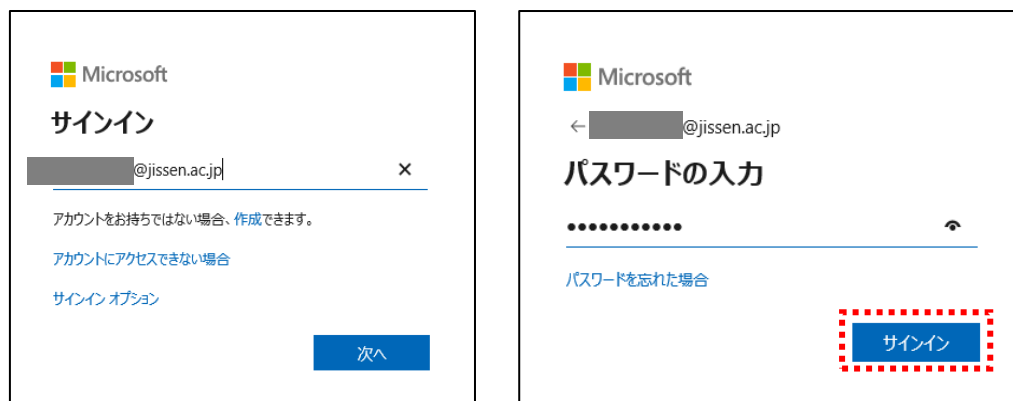 Microsoft
サインイン
@jissen.ac.jp
アカウントをお持ちではない場合、作成できます。
アカウントにアクセスできない場合
サインイン オプション
次へ
Microsoft
@jissen.ac.jp
パスワードの入力
パスワードを忘れた場合
サインイン